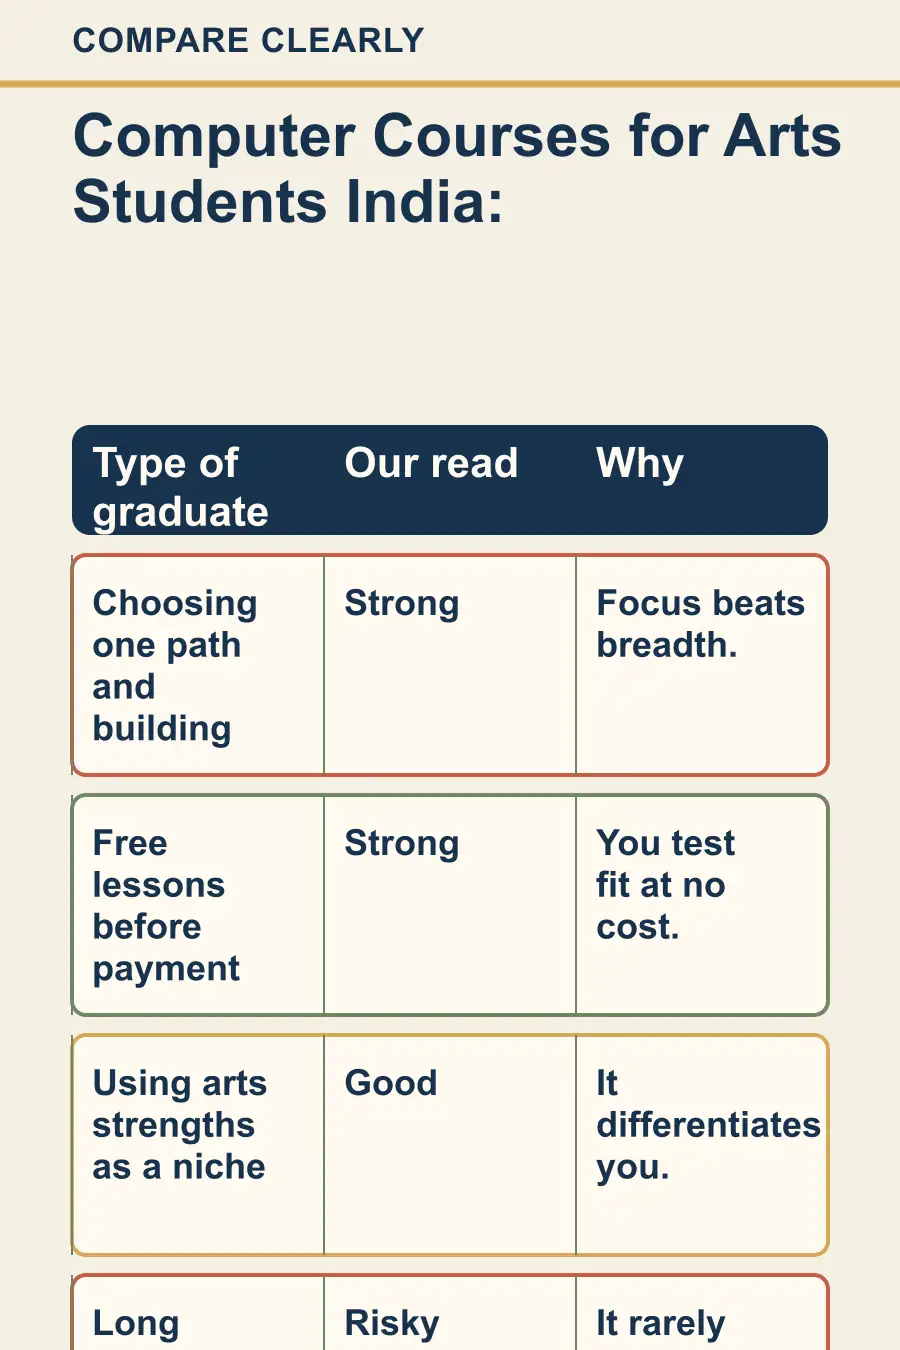 COMPARE CLEARLY
Computer Courses for Arts
Students India:
Type of graduate
Our read
Why
Choosing
one path
and
building
Strong
Focus beats
breadth.
Free
lessons
before
payment
Strong
You test
fit at no
cost.
Using arts
strengths
as a niche
Good
It
differentiates
you.
Long
Risky
It rarely